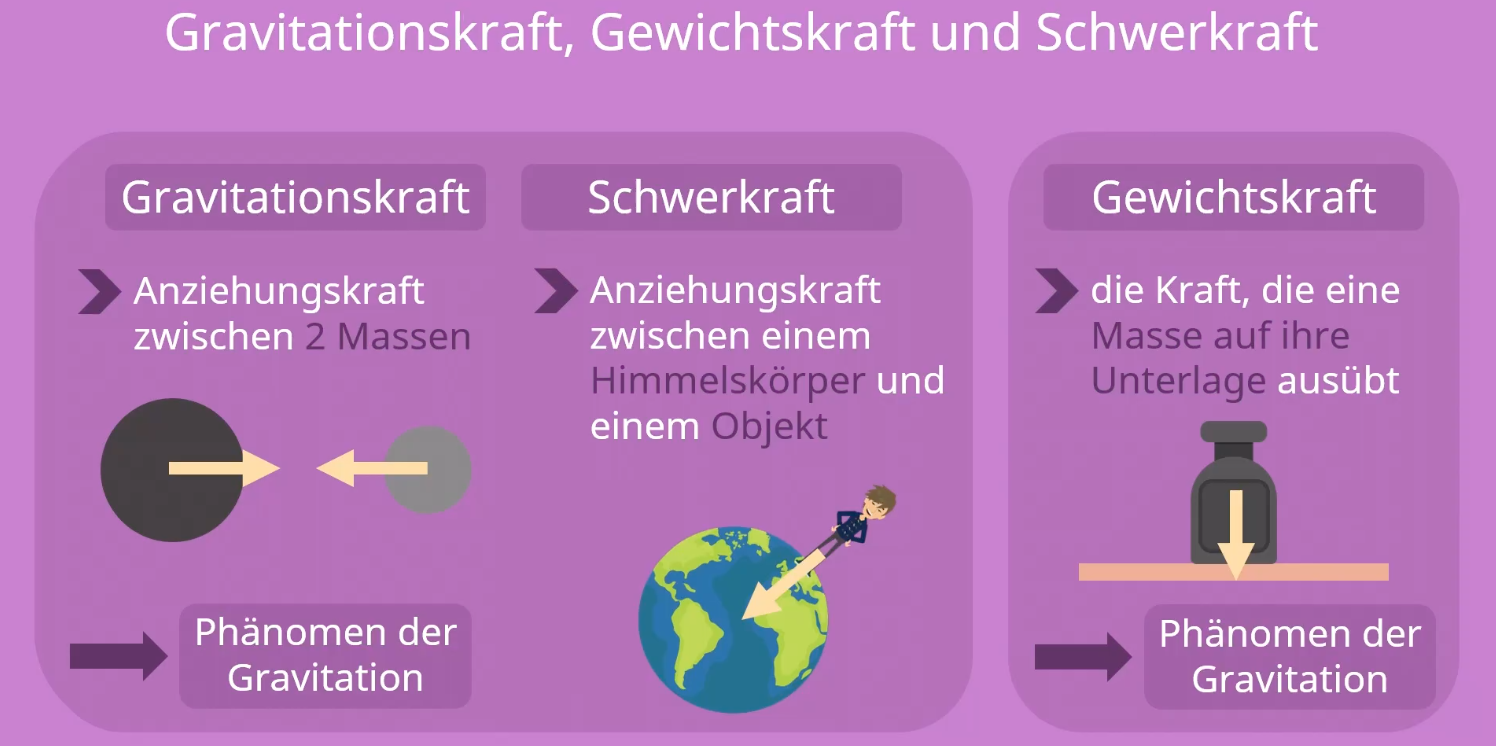 Gravitationskraft, Gewichtskraft und Schwerkraft
Gravitationskraft
Anziehungskraft
zwischen 2 Massen
Phänomen der
Gravitation
Schwerkraft
Anziehungskraft
zwischen einem
Himmelskörper und
einem Objekt
Gewichtskraft
die Kraft, die eine
Masse auf ihre
Unterlage ausübt
Phänomen der
Gravitation